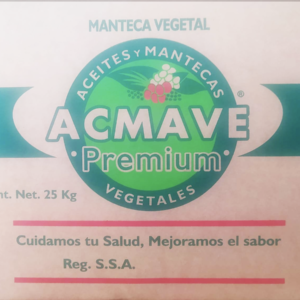 MANTECA VEGETAL
ACEITES Y MANTECAS
ACMAVE®
• Premium •
VEGETALES
nt. Net. 25 Kg
Cuidamos tu Salud, Mejoramos el sabor
Reg. S.S.A.